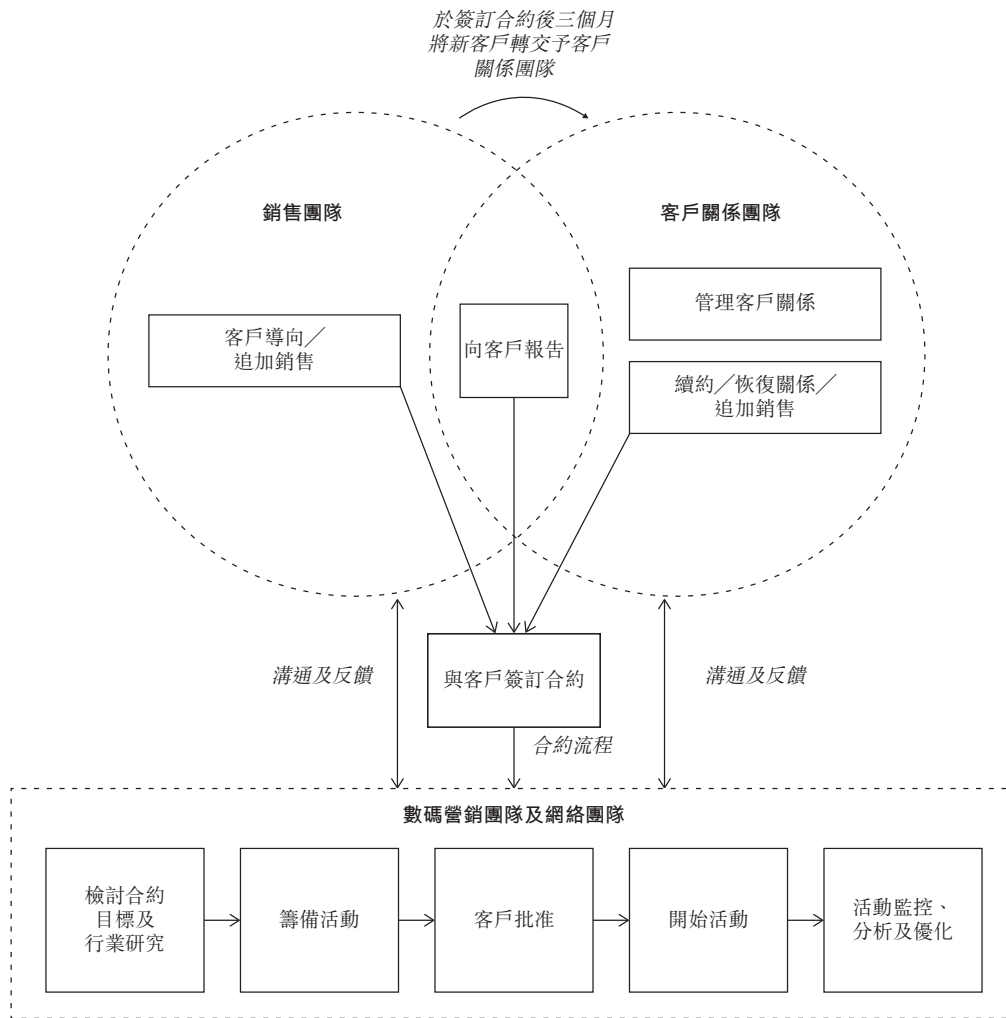 於簽訂合約後三個月
將新客戶轉交予客戶
關係團隊
銷售團隊
客戶關係團隊
客戶導向／
追加銷售
向客戶報告
管理客戶關係
續約／恢復關係／
追加銷售
溝通及反饋
與客戶簽訂合約
溝通及反饋
合約流程
數碼營銷團隊及網絡團隊
檢討合約
目標及
行業研究
籌備活動
客戶批准
開始活動
活動監控、
分析及優化